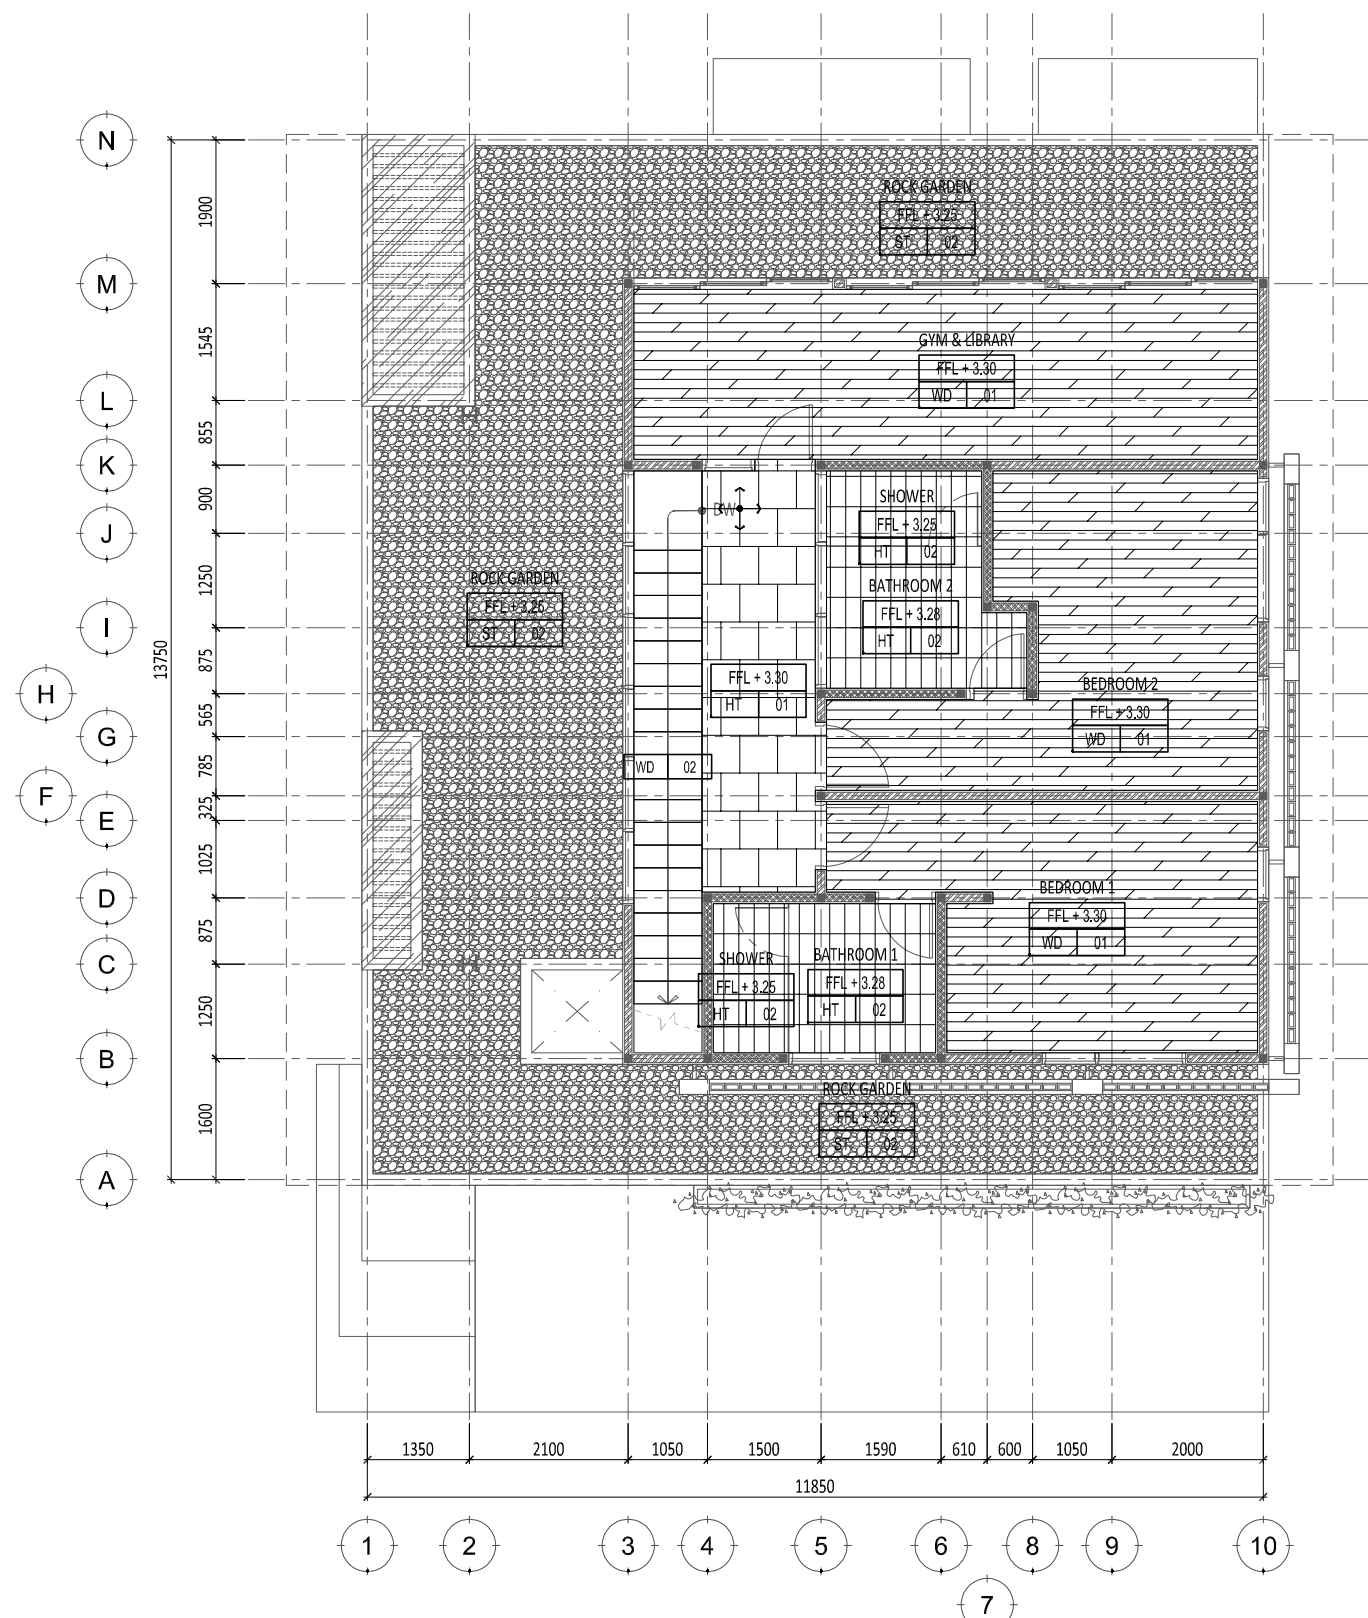 N
1900
ROCK GARDEN
FFL + 3.25
ST 02
M
1545
GYM & LIBRARY
FFL + 3.30
WD 01
L
855
K
900
SHOWER
FFL + 3.25
HT 02
DW
J
1250
ROCK GARDEN
FFL + 3.25
ST 02
BATHROOM 2
FFL + 3.28
HT 02
I
13750
875
FFL + 3.30
HT 01
BEDROOM 2
FFL + 3.30
WD 01
H
565
G
785
WD 02
F
325
E
1025
D
BEDROOM 1
FFL + 3.30
WD 01
875
SHOWER
FFL + 3.25
HT 02
BATHROOM 1
FFL + 3.28
HT 02
C
1250
B
ROCK GARDEN
FFL + 3.25
ST 02
1600
A
1350 2100 1050 1500 1590 610 600 1050 2000
11850
1 2 3 4 5 6 8 9 10
7